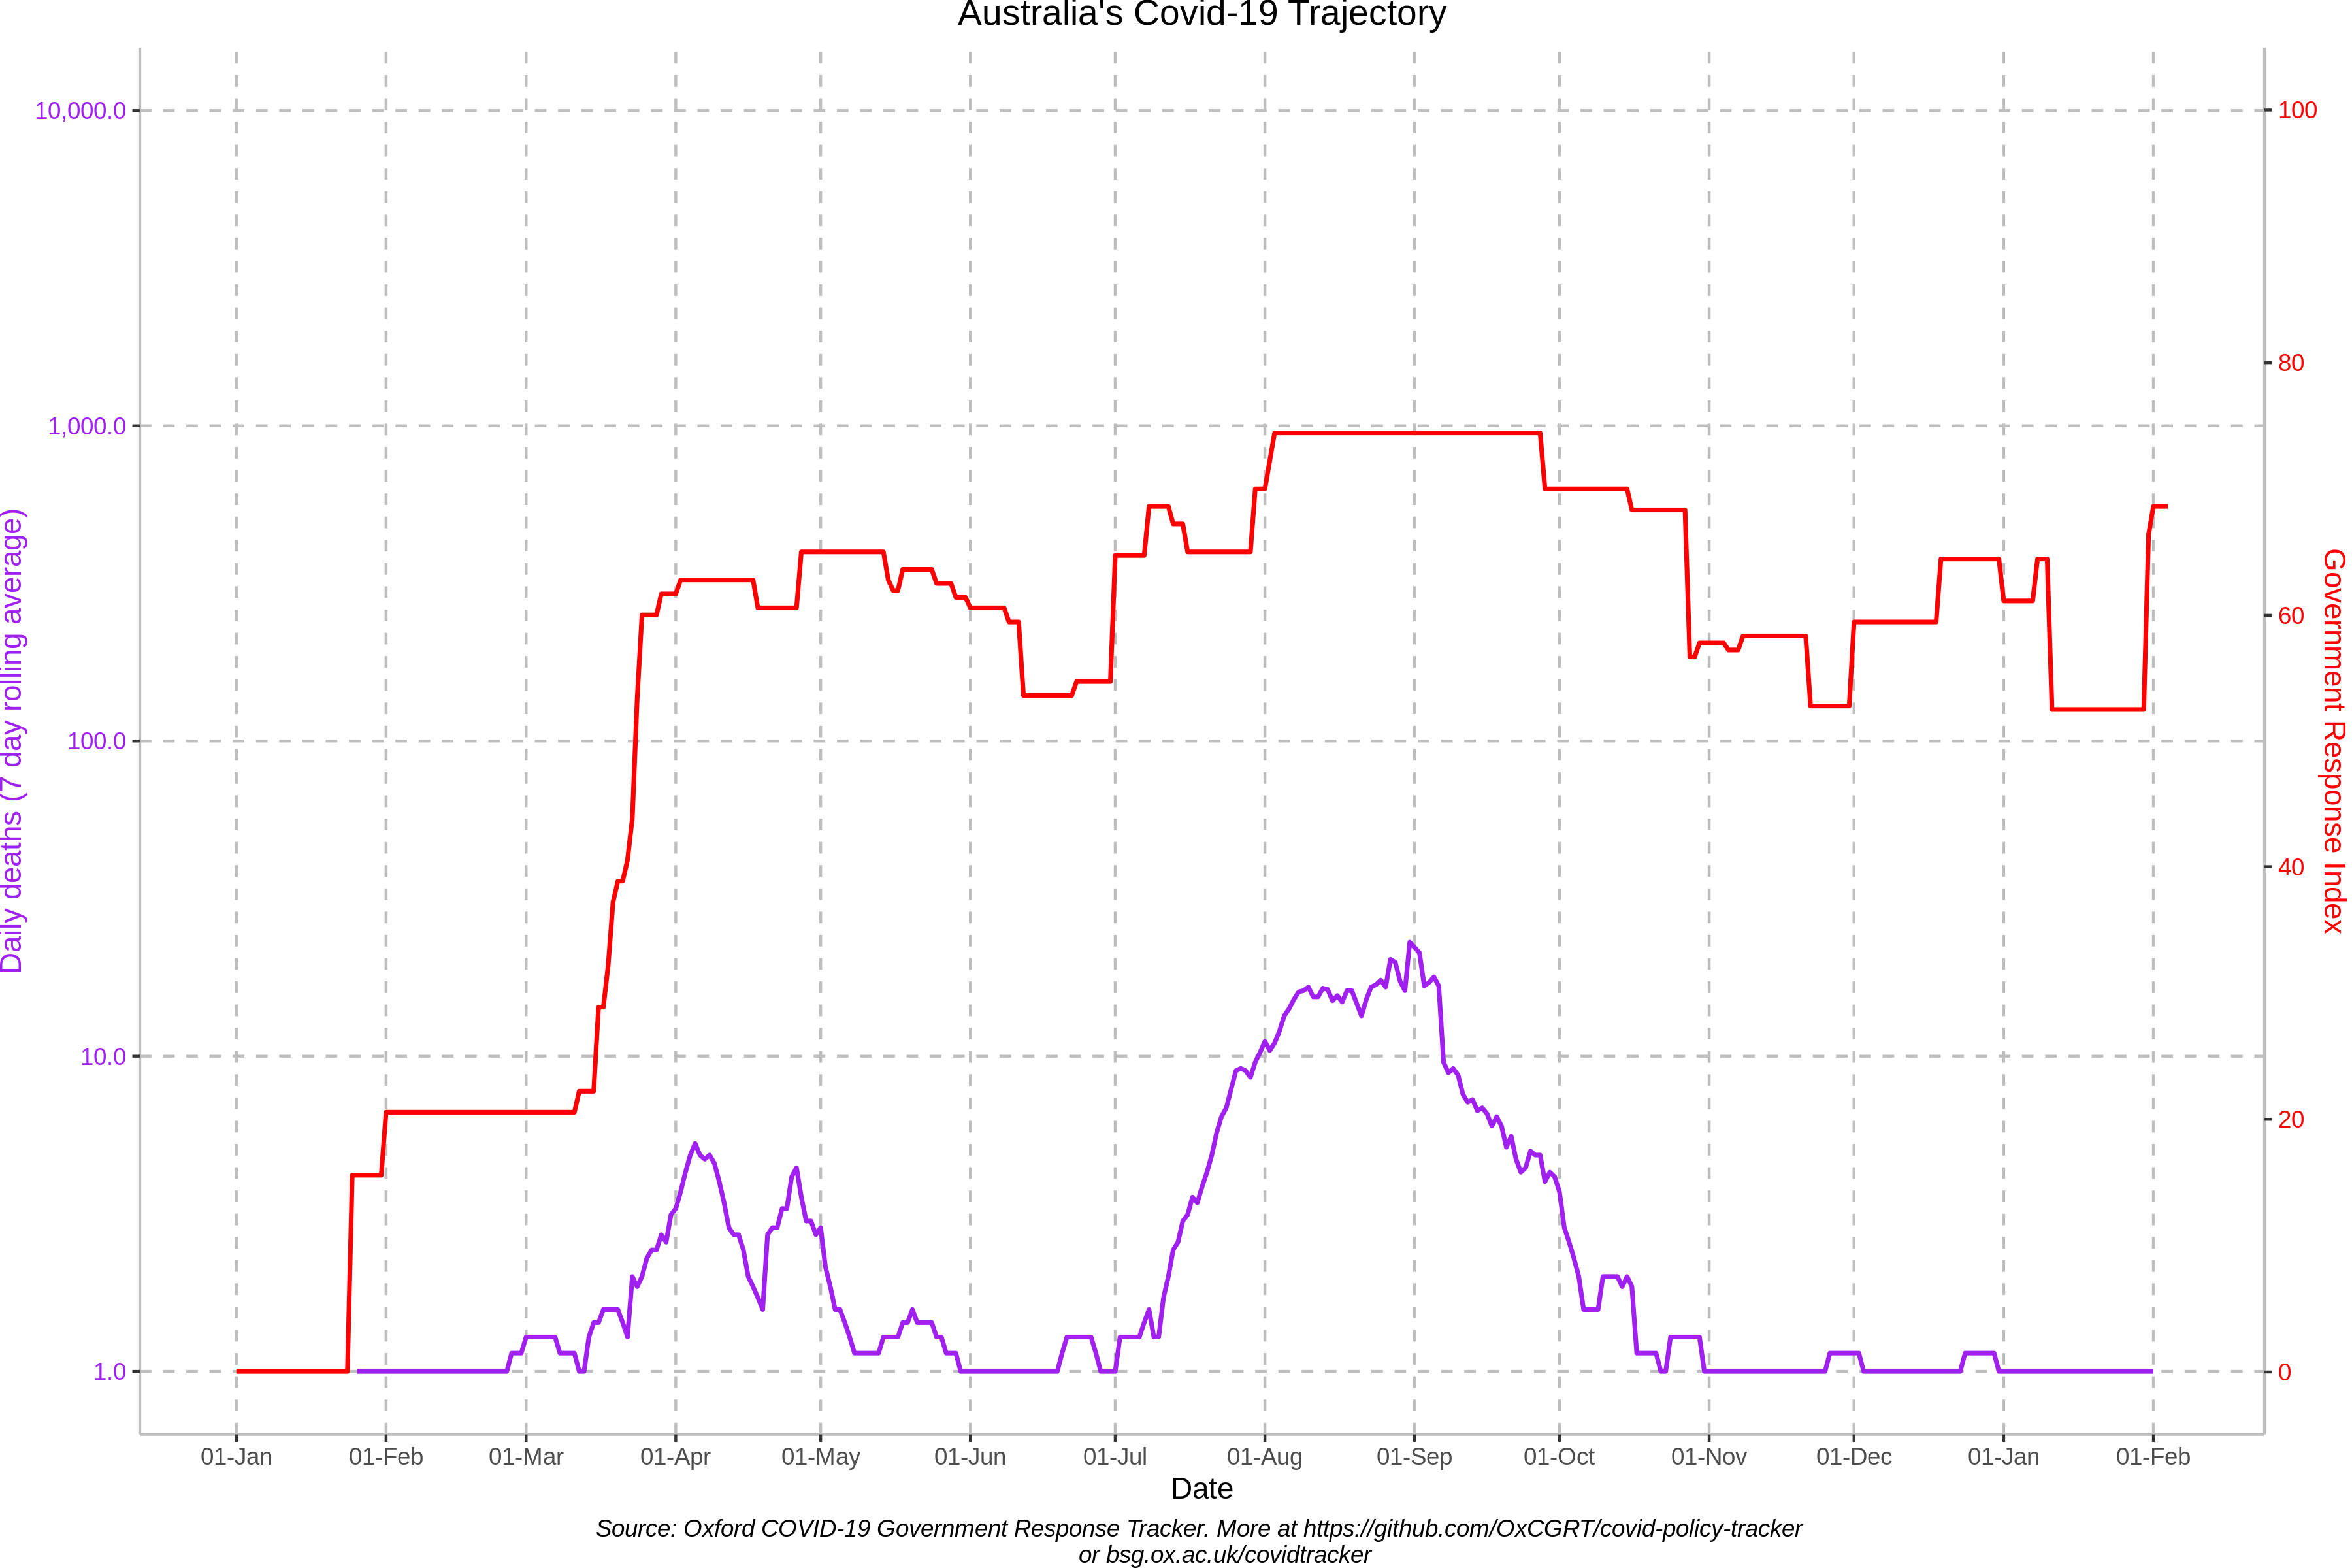 Australia's Covid-19 Trajectory
Daily deaths (7 day rolling average)
10,000.0
1,000.0
100.0
10.0
1.0
Government Response Index
100
80
60
40
20
0
01-Jan
01-Feb
01-Mar
01-Apr
01-May
01-Jun
01-Jul
01-Aug
01-Sep
01-Oct
01-Nov
01-Dec
01-Jan
01-Feb
Date
Source: Oxford COVID-19 Government Response Tracker. More at https://github.com/OxCGRT/covid-policy-tracker
or bsg.ox.ac.uk/covidtracker